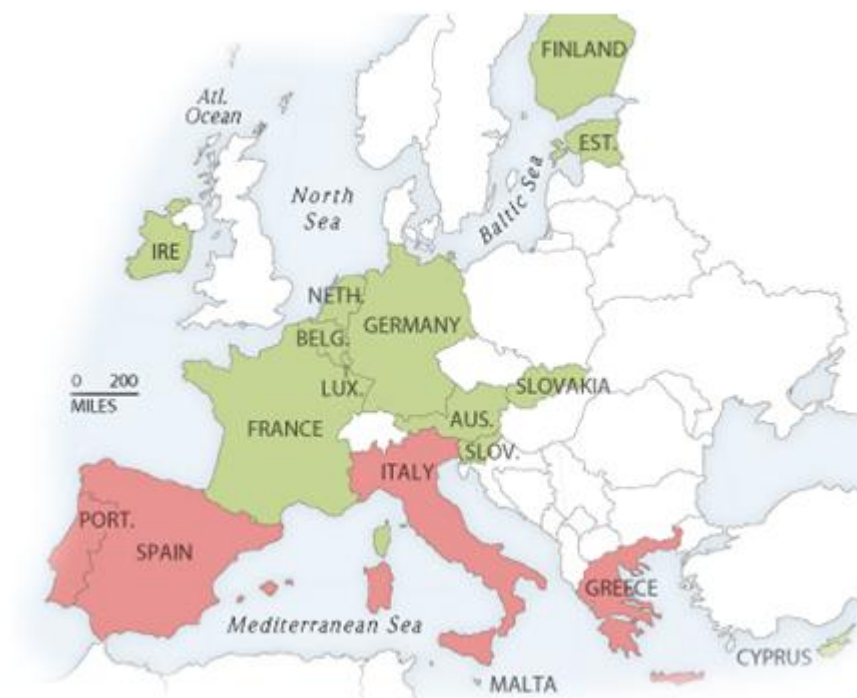 FINLAND
Atl.
Ocean
EST.
North
Sea
Baltic Sea
IRE
NETH.
GERMANY
BELG.
0 200
MILES
LUX.
SLOVAKIA
FRANCE
AUS.
SLOV.
ITALY
PORT.
SPAIN
GREECE
Mediterranean Sea
CYPRUS
MALTA